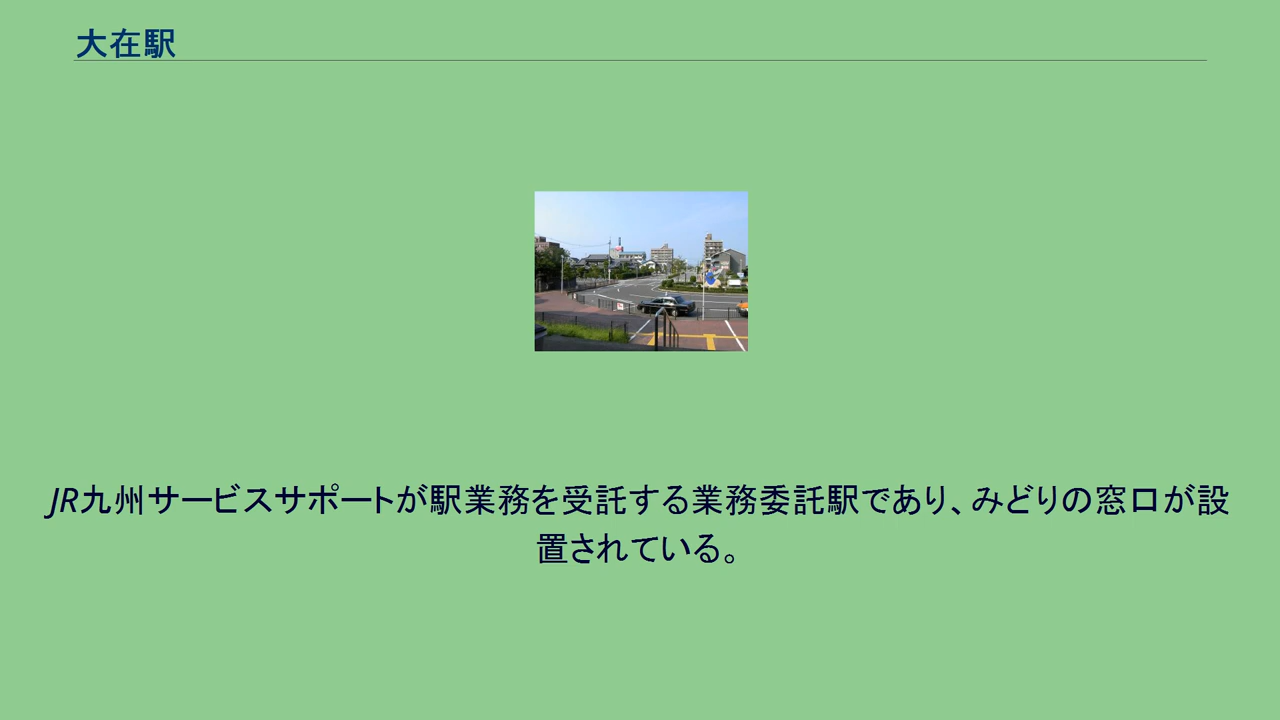 大在駅
JR九州サービスサポートが駅業務を受託する業務委託駅であり、みどりの窓口が設
置されている。